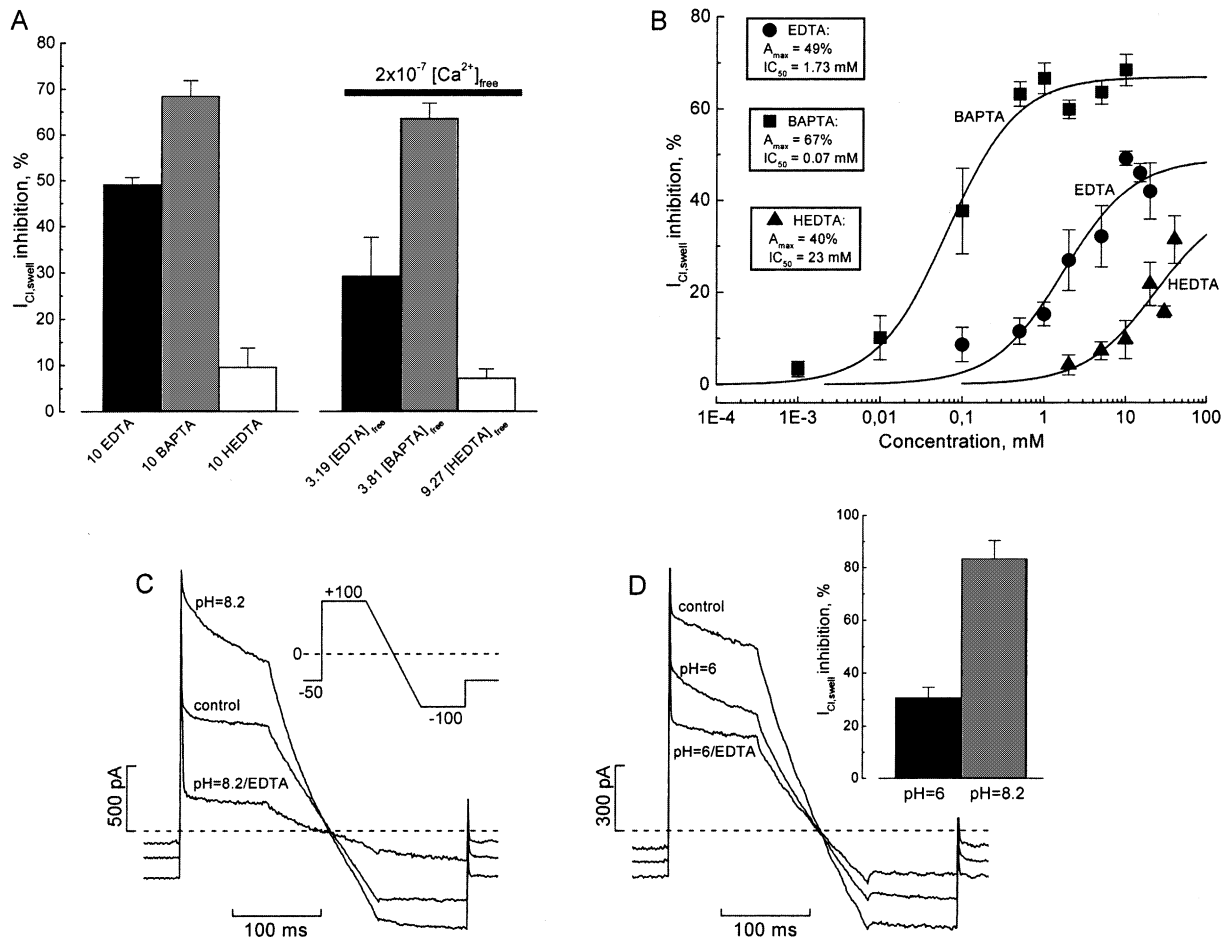 A
I_Cl,swell inhibition, %
80
70
60
50
40
30
20
10
0
2x10⁻⁷ [Ca²⁺]free
10 EDTA
10 BAPTA
10 HEDTA
3.19 [EDTA]free
3.81 [BAPTA]free
9.27 [HEDTA]free
B
I_Cl,swell inhibition, %
80
60
40
20
0
EDTA:
Amax = 49%
IC50 = 1.73 mM
BAPTA:
Amax = 67%
IC50 = 0.07 mM
HEDTA:
Amax = 40%
IC50 = 23 mM
BAPTA
EDTA
HEDTA
1E-4
1E-3
0,01
0,1
1
10
100
Concentration, mM
C
pH=8.2
control
pH=8.2/EDTA
500 pA
100 ms
+100
0
-50
-100
D
control
pH=6
pH=6/EDTA
300 pA
100 ms
I_Cl,swell inhibition, %
100
80
60
40
20
0
pH=6
pH=8.2